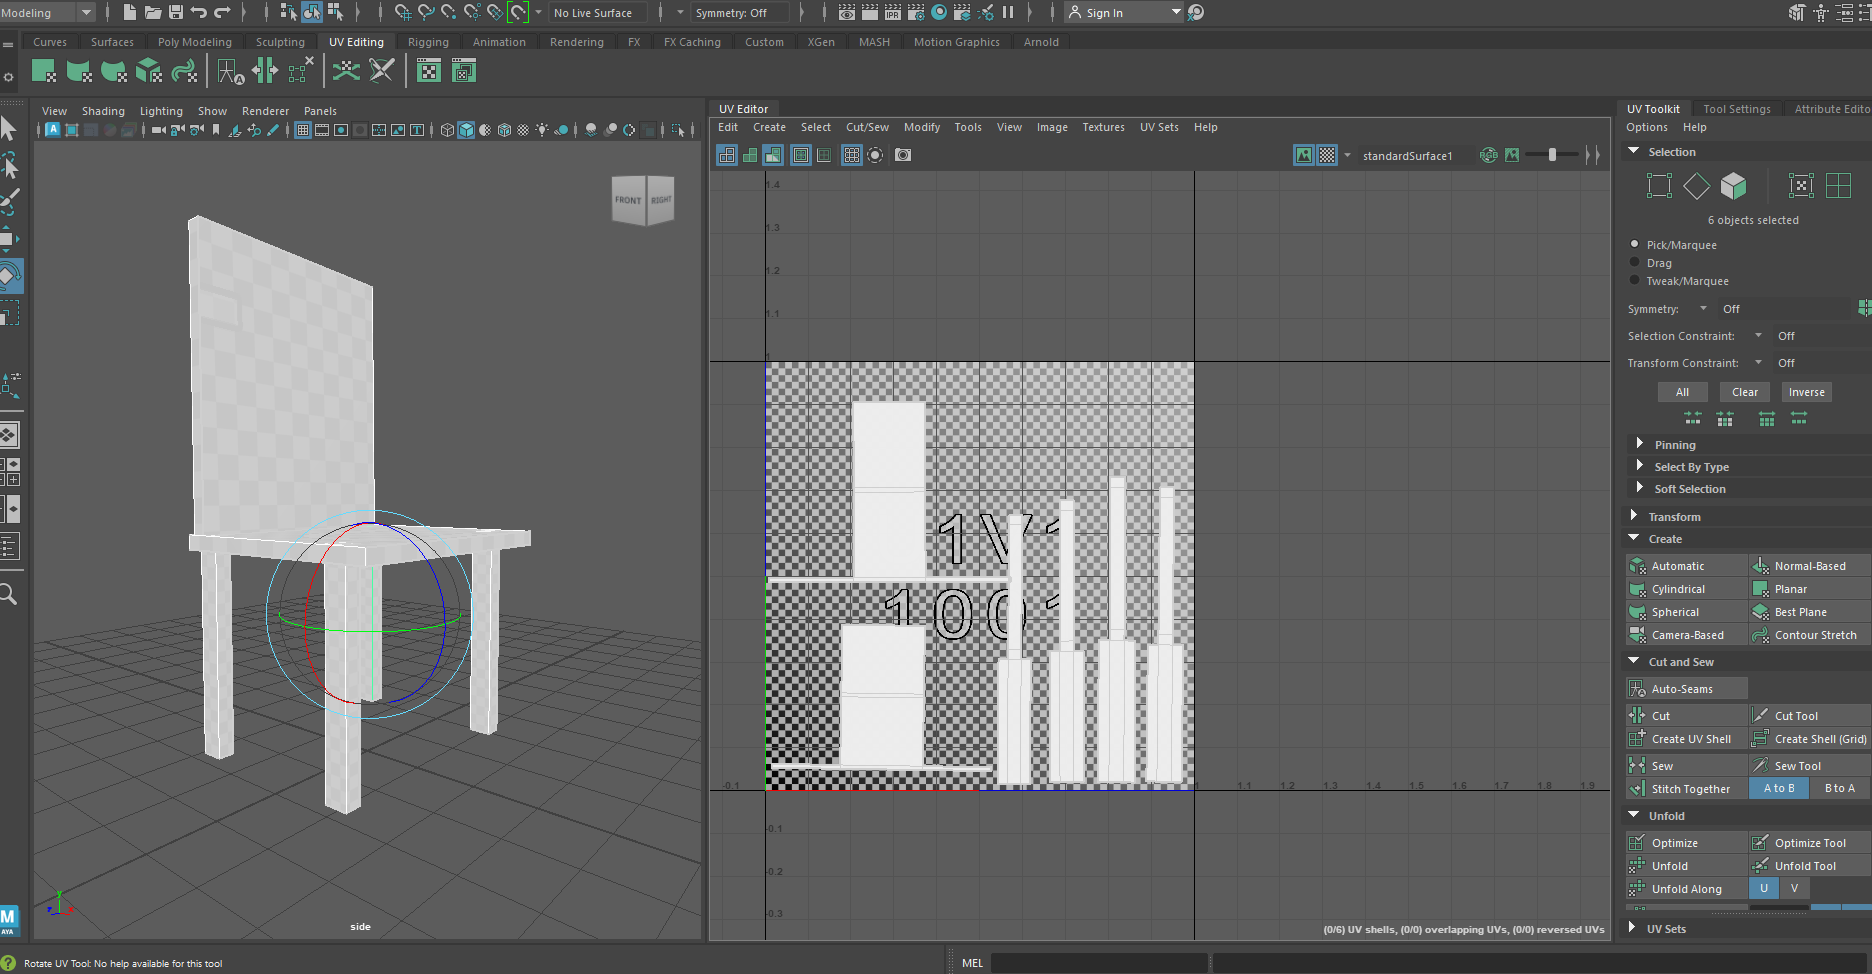 Modeling
No Live Surface
Symmetry: Off
Sign In
Curves Surfaces Poly Modeling Sculpting UV Editing Rigging Animation Rendering FX FX Caching Custom XGen MASH Motion Graphics Arnold
View Shading Lighting Show Renderer Panels
FRONT RIGHT
side
UV Editor
Edit Create Select Cut/Sew Modify Tools View Image Textures UV Sets Help
standardSurface1
1.4
1.3
1.2
1.1
1
1V1
1001
-0.1 1 1.1 1.2 1.3 1.4 1.5 1.6 1.7 1.8 1.9
-0.1
-0.2
-0.3
(0/6) UV shells, (0/0) overlapping UVs, (0/0) reversed UVs
UV Toolkit Tool Settings Attribute Edito
Options Help
Selection
6 objects selected
Pick/Marquee
Drag
Tweak/Marquee
Symmetry: Off
Selection Constraint: Off
Transform Constraint: Off
All Clear Inverse
Pinning
Select By Type
Soft Selection
Transform
Create
Automatic Normal-Based
Cylindrical Planar
Spherical Best Plane
Camera-Based Contour Stretch
Cut and Sew
Auto-Seams
Cut Cut Tool
Create UV Shell Create Shell (Grid)
Sew Sew Tool
Stitch Together A to B B to A
Unfold
Optimize Optimize Tool
Unfold Unfold Tool
Unfold Along U V
UV Sets
M
AYA
y
z x
Rotate UV Tool: No help available for this tool
MEL